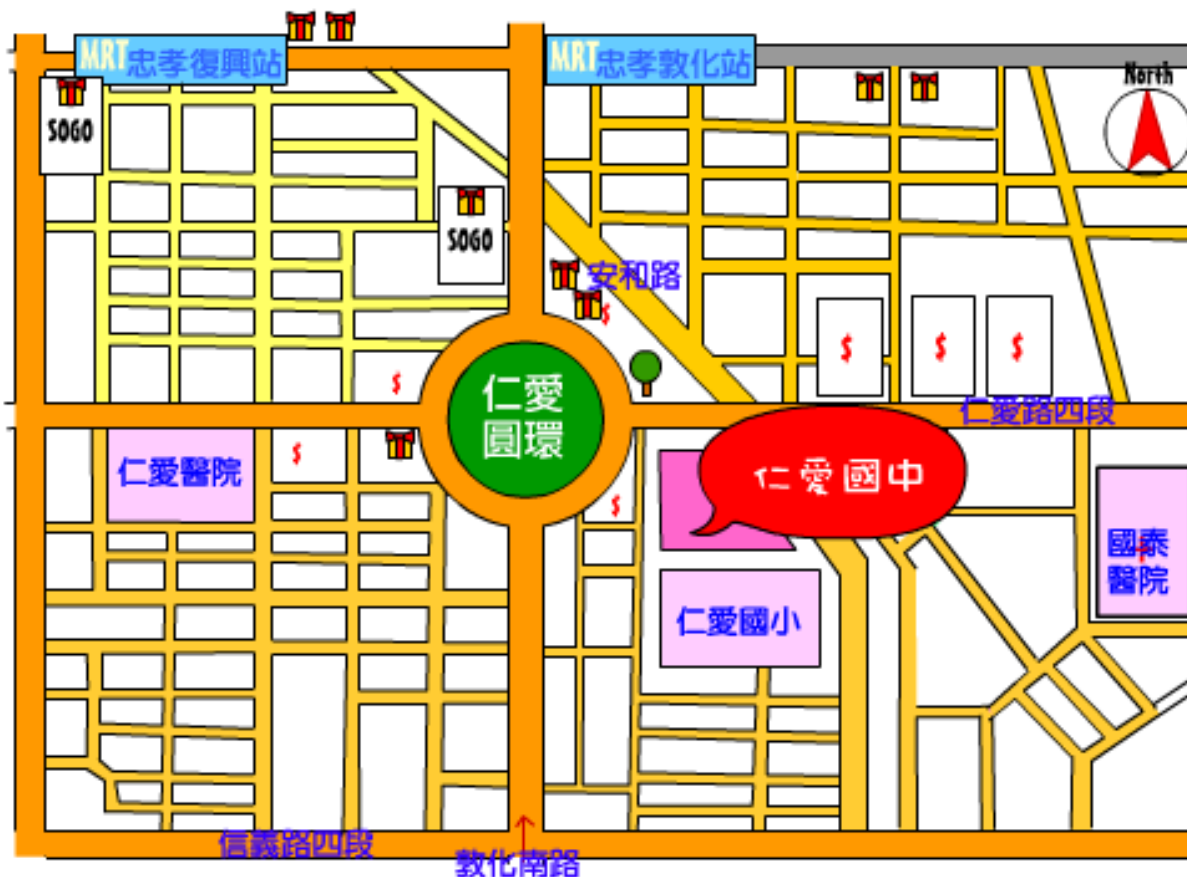 MRT忠孝復興站
MRT忠孝敦化站
North
SOGO
SOGO
安和路
$
$
$
$
$
仁愛
圓環
仁愛路四段
仁愛醫院
$
仁愛國中
$
國泰
醫院
仁愛國小
信義路四段
敦化南路